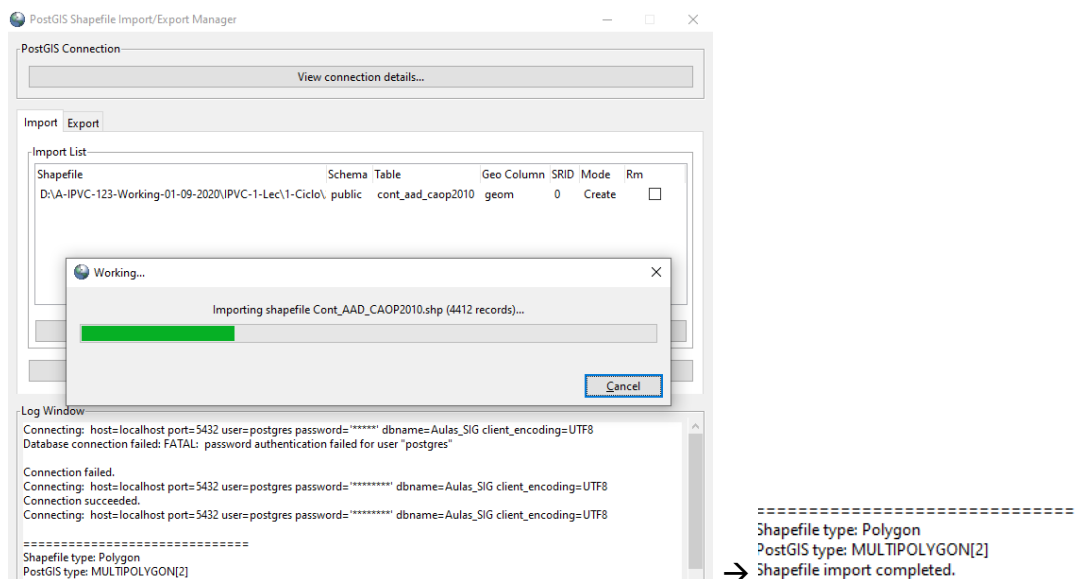 PostGIS Shapefile Import/Export Manager
PostGIS Connection
View connection details...
Import Export
Import List
Shapefile Schema Table Geo Column SRID Mode Rm
D:\A-IPVC-123-Working-01-09-2020\IPVC-1-Lec\1-Ciclo\ public cont_aad_caop2010 geom 0 Create
Working...
Importing shapefile Cont_AAD_CAOP2010.shp (4412 records)...
Cancel
Log Window
Connecting: host=localhost port=5432 user=postgres password='*****' dbname=Aulas_SIG client_encoding=UTF8
Database connection failed: FATAL: password authentication failed for user "postgres"
Connection failed.
Connecting: host=localhost port=5432 user=postgres password='********' dbname=Aulas_SIG client_encoding=UTF8
Connection succeeded.
Connecting: host=localhost port=5432 user=postgres password='********' dbname=Aulas_SIG client_encoding=UTF8
==============================
Shapefile type: Polygon
PostGIS type: MULTIPOLYGON[2]
→
==============================
Shapefile type: Polygon
PostGIS type: MULTIPOLYGON[2]
Shapefile import completed.